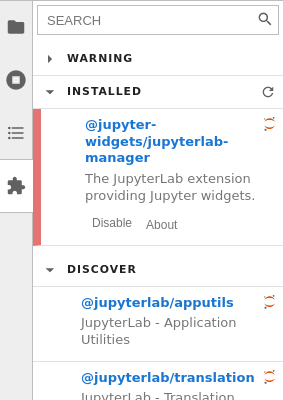 SEARCH
WARNING
INSTALLED
@jupyter-
widgets/jupyterlab-
manager
The JupyterLab extension
providing Jupyter widgets.
Disable About
DISCOVER
@jupyterlab/apputils
JupyterLab - Application
Utilities
@jupyterlab/translation
JupyterLab - Translation